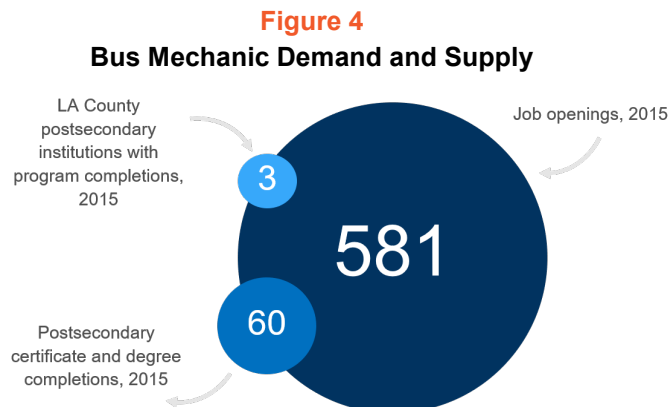 Figure 4
Bus Mechanic Demand and Supply
LA County
postsecondary
institutions with
program completions,
2015
3
Job openings, 2015
581
60
Postsecondary
certificate and degree
completions, 2015